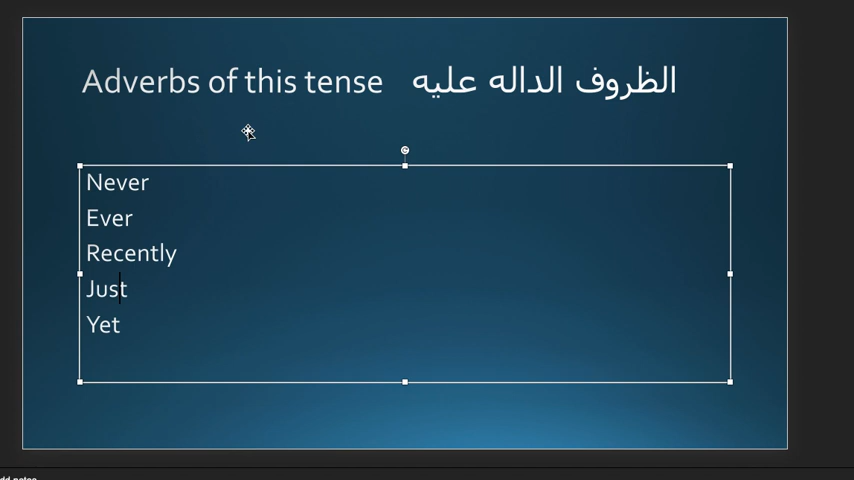 Adverbs of this tense الظروف الداله عليه
Never
Ever
Recently
Just
Yet